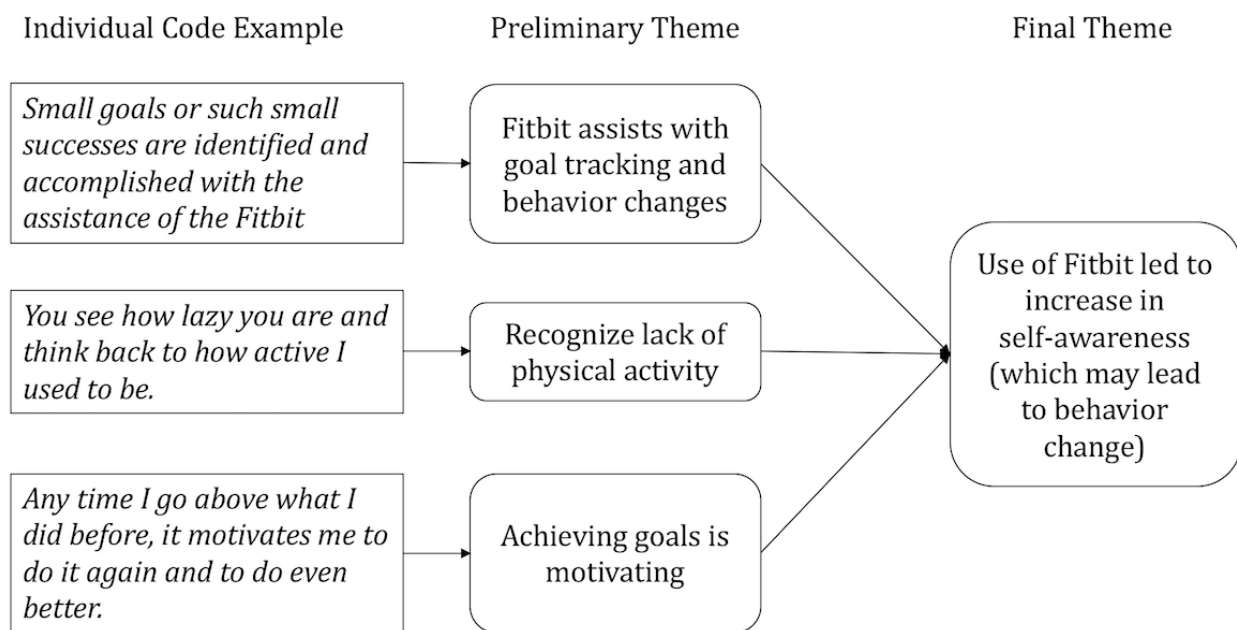 Individual Code Example
Preliminary Theme
Final Theme
Small goals or such small
successes are identified and
accomplished with the
assistance of the Fitbit
Fitbit assists with
goal tracking and
behavior changes
You see how lazy you are and
think back to how active I
used to be.
Recognize lack of
physical activity
Any time I go above what I
did before, it motivates me to
do it again and to do even
better.
Achieving goals is
motivating
Use of Fitbit led to
increase in
self-awareness
(which may lead
to behavior
change)